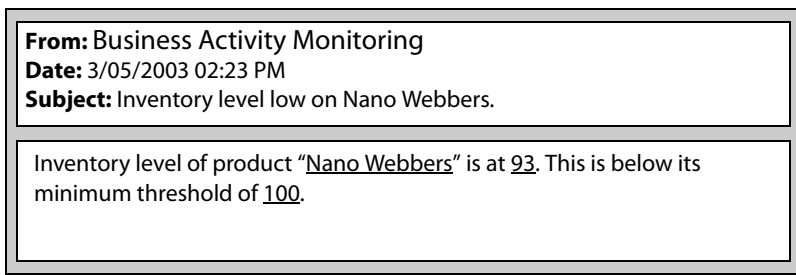 From: Business Activity Monitoring
Date: 3/05/2003 02:23 PM
Subject: Inventory level low on Nano Webbers.
Inventory level of product “Nano Webbers” is at 93. This is below its
minimum threshold of 100.